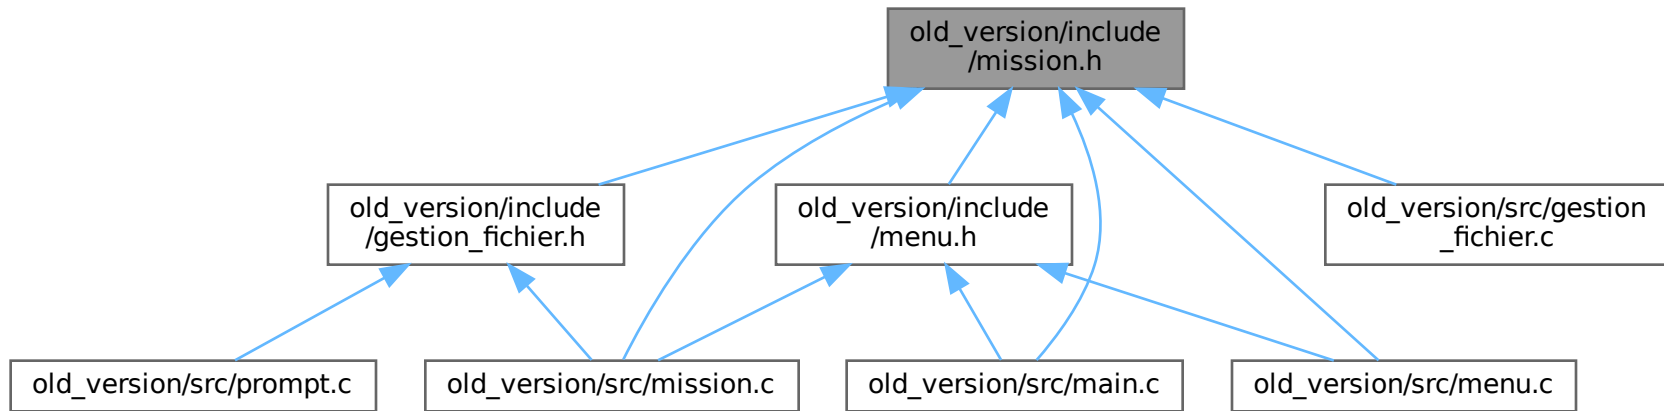 old_version/include
/mission.h
old_version/include
/gestion_fichier.h
old_version/include
/menu.h
old_version/src/gestion
_fichier.c
old_version/src/prompt.c
old_version/src/mission.c
old_version/src/main.c
old_version/src/menu.c